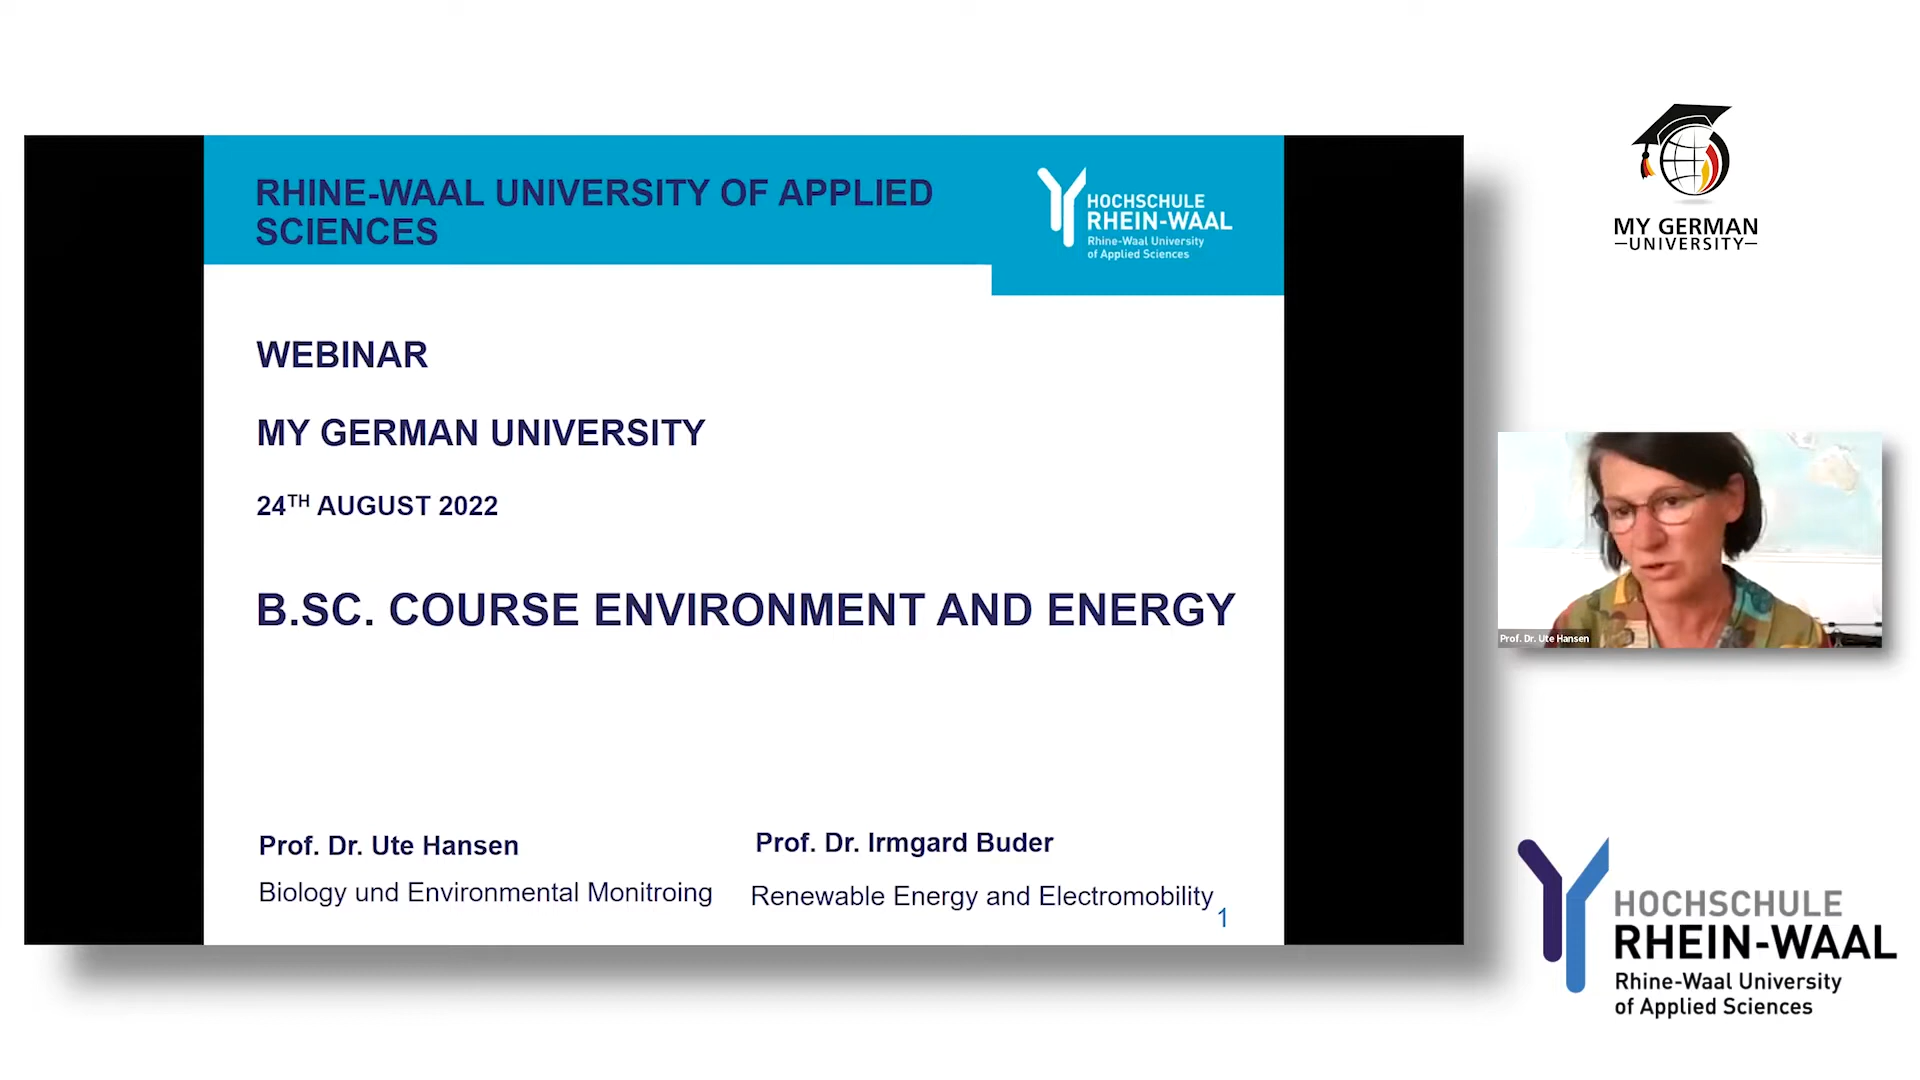 RHINE-WAAL UNIVERSITY OF APPLIED
SCIENCES
HOCHSCHULE
RHEIN-WAAL
Rhine-Waal University
of Applied Sciences
WEBINAR
MY GERMAN UNIVERSITY
24TH AUGUST 2022
B.SC. COURSE ENVIRONMENT AND ENERGY
Prof. Dr. Ute Hansen
Biology und Environmental Monitroing
Prof. Dr. Irmgard Buder
Renewable Energy and Electromobility
1
MY GERMAN
UNIVERSITY
Prof. Dr. Ute Hansen
HOCHSCHULE
RHEIN-WAAL
Rhine-Waal University
of Applied Sciences